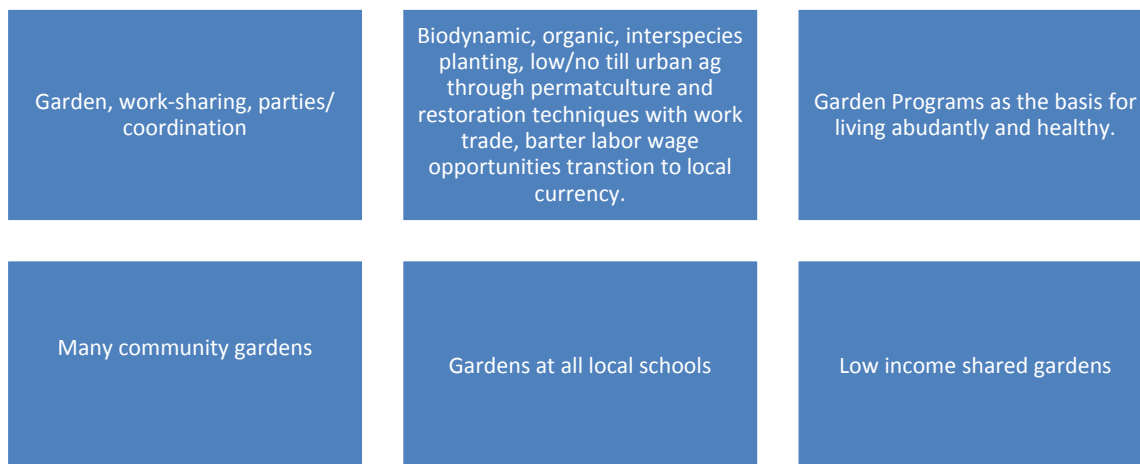 Garden, work-sharing, parties/
coordination
Biodynamic, organic, interspecies
planting, low/no till urban ag
through permatculture and
restoration techniques with work
trade, barter labor wage
opportunities transtion to local
currency.
Garden Programs as the basis for
living abudantly and healthy.
Many community gardens
Gardens at all local schools
Low income shared gardens